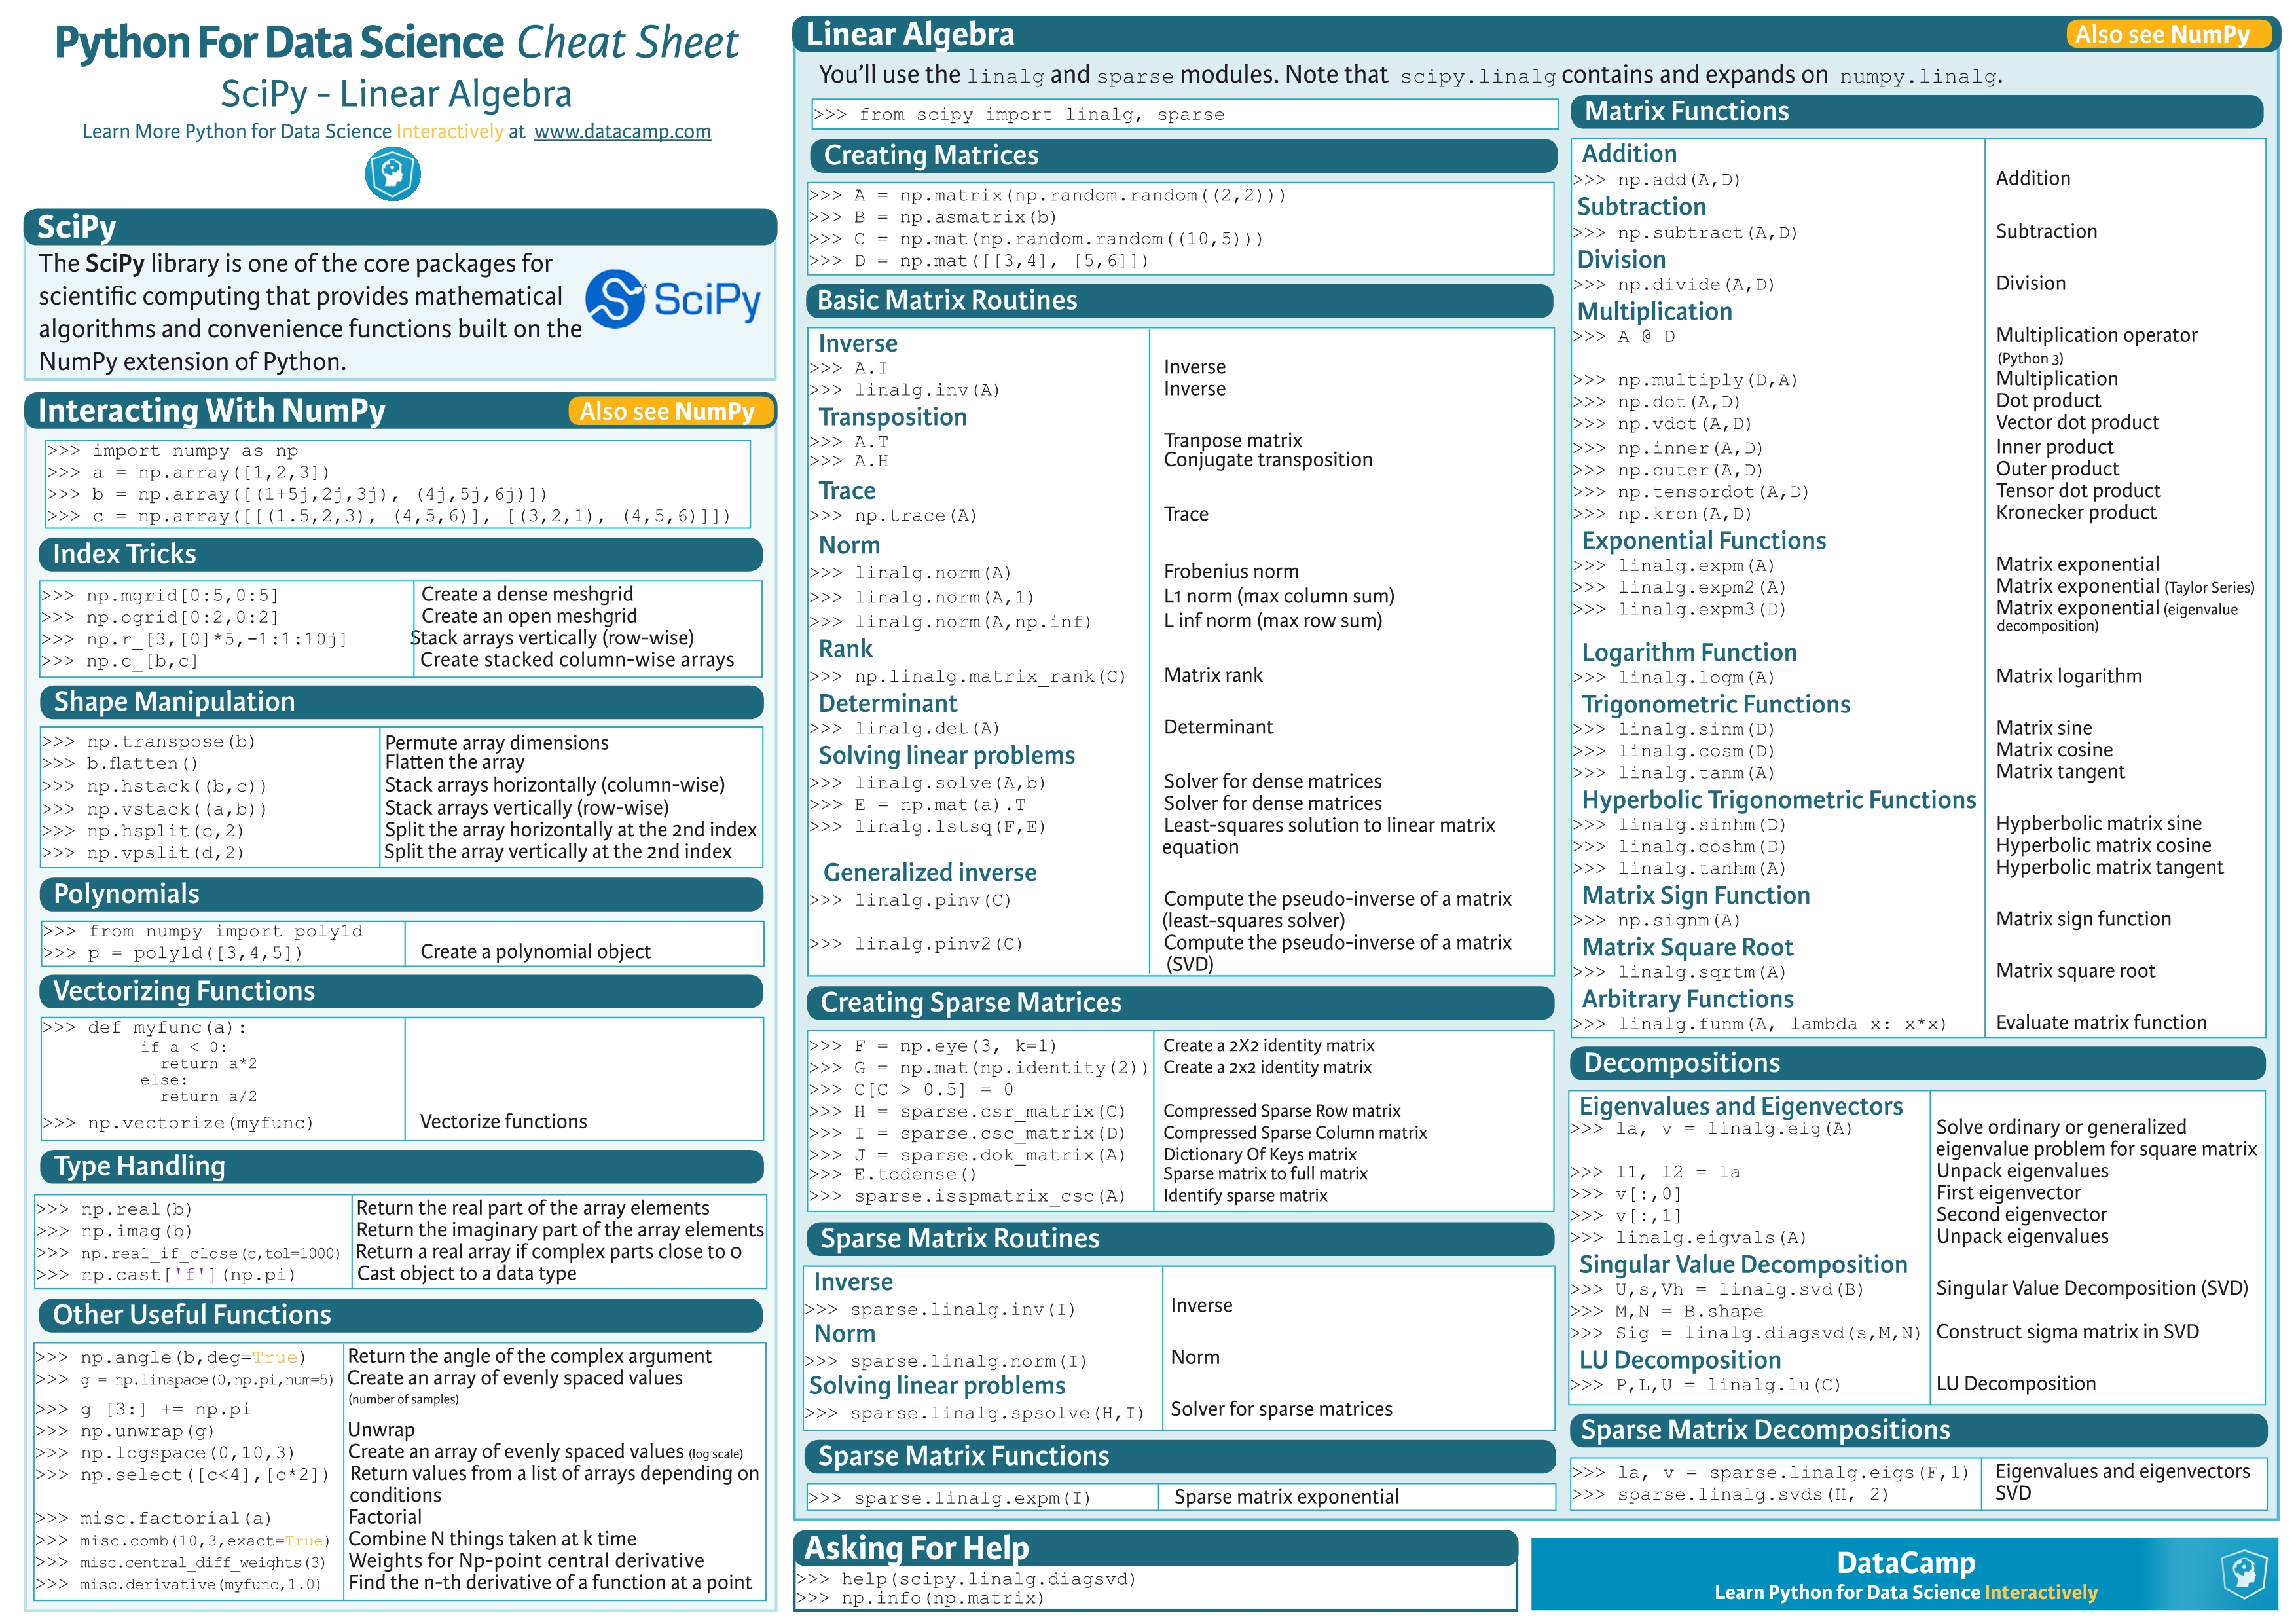 Python For Data Science Cheat Sheet
SciPy - Linear Algebra
Learn More Python for Data Science Interactively at www.datacamp.com
SciPy
The SciPy library is one of the core packages for
scientific computing that provides mathematical
algorithms and convenience functions built on the
NumPy extension of Python.
SciPy
Interacting With NumPy
Also see NumPy
>>> import numpy as np
>>> a = np.array([1,2,3])
>>> b = np.array([(1+5j,2j,3j), (4j,5j,6j)])
>>> c = np.array([[(1.5,2,3), (4,5,6)], [(3,2,1), (4,5,6)]])
Index Tricks
>>> np.mgrid[0:5,0:5] Create a dense meshgrid
>>> np.ogrid[0:2,0:2] Create an open meshgrid
>>> np.r_[3,[0]*5,-1:1:10j] Stack arrays vertically (row-wise)
>>> np.c_[b,c] Create stacked column-wise arrays
Shape Manipulation
>>> np.transpose(b) Permute array dimensions
>>> b.flatten() Flatten the array
>>> np.hstack((b,c)) Stack arrays horizontally (column-wise)
>>> np.vstack((a,b)) Stack arrays vertically (row-wise)
>>> np.hsplit(c,2) Split the array horizontally at the 2nd index
>>> np.vpslit(d,2) Split the array vertically at the 2nd index
Polynomials
>>> from numpy import poly1d
>>> p = poly1d([3,4,5]) Create a polynomial object
Vectorizing Functions
>>> def myfunc(a):
if a < 0:
return a*2
else:
return a/2
>>> np.vectorize(myfunc) Vectorize functions
Type Handling
>>> np.real(b) Return the real part of the array elements
>>> np.imag(b) Return the imaginary part of the array elements
>>> np.real_if_close(c,tol=1000) Return a real array if complex parts close to 0
>>> np.cast['f'](np.pi) Cast object to a data type
Other Useful Functions
>>> np.angle(b,deg=True) Return the angle of the complex argument
>>> g = np.linspace(0,np.pi,num=5) Create an array of evenly spaced values
(number of samples)
>>> g [3:] += np.pi
>>> np.unwrap(g) Unwrap
>>> np.logspace(0,10,3) Create an array of evenly spaced values (log scale)
>>> np.select([c<4],[c*2]) Return values from a list of arrays depending on
conditions
>>> misc.factorial(a) Factorial
>>> misc.comb(10,3,exact=True) Combine N things taken at k time
>>> misc.central_diff_weights(3) Weights for Np-point central derivative
>>> misc.derivative(myfunc,1.0) Find the n-th derivative of a function at a point
Linear Algebra
Also see NumPy
You'll use the linalg and sparse modules. Note that scipy.linalg contains and expands on numpy.linalg.
>>> from scipy import linalg, sparse
Creating Matrices
>>> A = np.matrix(np.random.random((2,2)))
>>> B = np.asmatrix(b)
>>> C = np.mat(np.random.random((10,5)))
>>> D = np.mat([[3,4], [5,6]])
Basic Matrix Routines
Inverse
>>> A.I Inverse
>>> linalg.inv(A) Inverse
Transposition
>>> A.T Tranpose matrix
>>> A.H Conjugate transposition
Trace
>>> np.trace(A) Trace
Norm
>>> linalg.norm(A) Frobenius norm
>>> linalg.norm(A,1) L1 norm (max column sum)
>>> linalg.norm(A,np.inf) L inf norm (max row sum)
Rank
>>> np.linalg.matrix_rank(C) Matrix rank
Determinant
>>> linalg.det(A) Determinant
Solving linear problems
>>> linalg.solve(A,b) Solver for dense matrices
>>> E = np.mat(a).T Solver for dense matrices
>>> linalg.lstsq(F,E) Least-squares solution to linear matrix
equation
Generalized inverse
>>> linalg.pinv(C) Compute the pseudo-inverse of a matrix
(least-squares solver)
>>> linalg.pinv2(C) Compute the pseudo-inverse of a matrix
(SVD)
Creating Sparse Matrices
>>> F = np.eye(3, k=1) Create a 2X2 identity matrix
>>> G = np.mat(np.identity(2)) Create a 2x2 identity matrix
>>> C[C > 0.5] = 0
>>> H = sparse.csr_matrix(C) Compressed Sparse Row matrix
>>> I = sparse.csc_matrix(D) Compressed Sparse Column matrix
>>> J = sparse.dok_matrix(A) Dictionary Of Keys matrix
>>> E.todense() Sparse matrix to full matrix
>>> sparse.isspmatrix_csc(A) Identify sparse matrix
Sparse Matrix Routines
Inverse
>>> sparse.linalg.inv(I) Inverse
Norm
>>> sparse.linalg.norm(I) Norm
Solving linear problems
>>> sparse.linalg.spsolve(H,I) Solver for sparse matrices
Sparse Matrix Functions
>>> sparse.linalg.expm(I) Sparse matrix exponential
Matrix Functions
Addition
>>> np.add(A,D) Addition
Subtraction
>>> np.subtract(A,D) Subtraction
Division
>>> np.divide(A,D) Division
Multiplication
>>> A @ D Multiplication operator
(Python 3)
>>> np.multiply(D,A) Multiplication
>>> np.dot(A,D) Dot product
>>> np.vdot(A,D) Vector dot product
>>> np.inner(A,D) Inner product
>>> np.outer(A,D) Outer product
>>> np.tensordot(A,D) Tensor dot product
>>> np.kron(A,D) Kronecker product
Exponential Functions
>>> linalg.expm(A) Matrix exponential
>>> linalg.expm2(A) Matrix exponential (Taylor Series)
>>> linalg.expm3(D) Matrix exponential (eigenvalue
decomposition)
Logarithm Function
>>> linalg.logm(A) Matrix logarithm
Trigonometric Functions
>>> linalg.sinm(D) Matrix sine
>>> linalg.cosm(D) Matrix cosine
>>> linalg.tanm(A) Matrix tangent
Hyperbolic Trigonometric Functions
>>> linalg.sinhm(D) Hypberbolic matrix sine
>>> linalg.coshm(D) Hyperbolic matrix cosine
>>> linalg.tanhm(A) Hyperbolic matrix tangent
Matrix Sign Function
>>> np.signm(A) Matrix sign function
Matrix Square Root
>>> linalg.sqrtm(A) Matrix square root
Arbitrary Functions
>>> linalg.funm(A, lambda x: x*x) Evaluate matrix function
Decompositions
Eigenvalues and Eigenvectors
>>> la, v = linalg.eig(A) Solve ordinary or generalized
eigenvalue problem for square matrix
>>> l1, l2 = la Unpack eigenvalues
>>> v[:,0] First eigenvector
>>> v[:,1] Second eigenvector
>>> linalg.eigvals(A) Unpack eigenvalues
Singular Value Decomposition
>>> U,s,Vh = linalg.svd(B) Singular Value Decomposition (SVD)
>>> M,N = B.shape
>>> Sig = linalg.diagsvd(s,M,N) Construct sigma matrix in SVD
LU Decomposition
>>> P,L,U = linalg.lu(C) LU Decomposition
Sparse Matrix Decompositions
>>> la, v = sparse.linalg.eigs(F,1) Eigenvalues and eigenvectors
>>> sparse.linalg.svds(H, 2) SVD
Asking For Help
>>> help(scipy.linalg.diagsvd)
>>> np.info(np.matrix)
DataCamp
Learn Python for Data Science Interactively